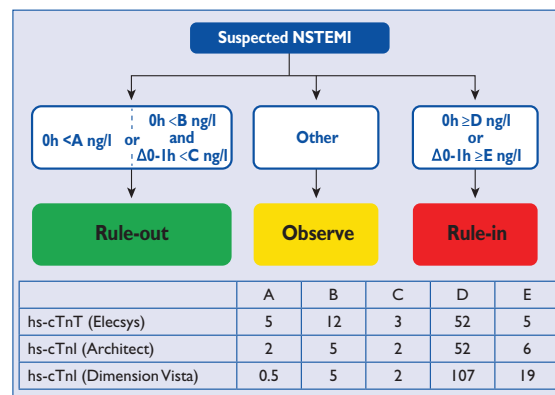 Suspected NSTEMI
0h <A ng/l or
0h <B ng/l
and
Δ0-1h <C ng/l
Other
0h ≥D ng/l
or
Δ0-1h ≥E ng/l
Rule-out
Observe
Rule-in
A B C D E
hs-cTnT (Elecsys) 5 12 3 52 5
hs-cTnI (Architect) 2 5 2 52 6
hs-cTnI (Dimension Vista) 0.5 5 2 107 19